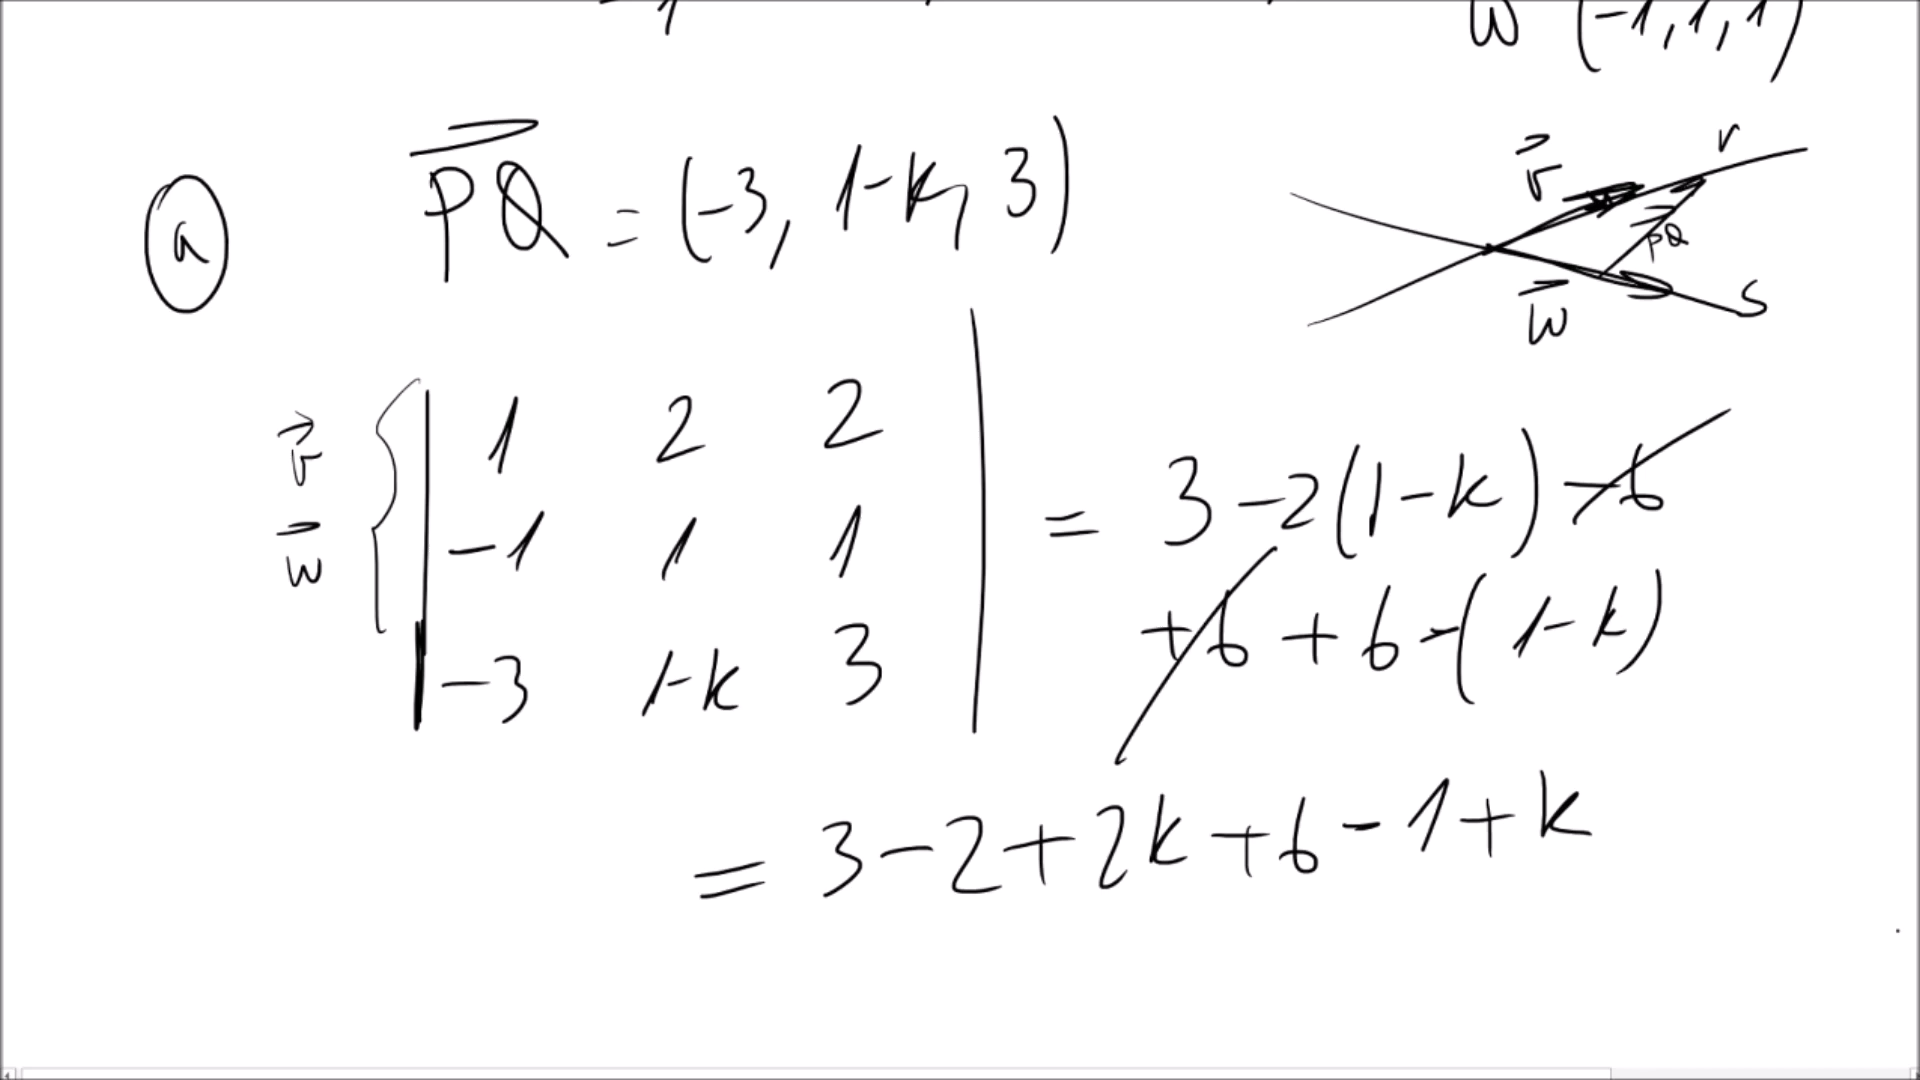 -1
w (-1,1,1)
a PQ = (-3, 1-k, 3)
v r
PQ
w s
v 1 2 2
w -1 1 1
-3 1-k 3
= 3-2(1-k)-6
+6+6-(1-k)
= 3-2+2k+6-1+k